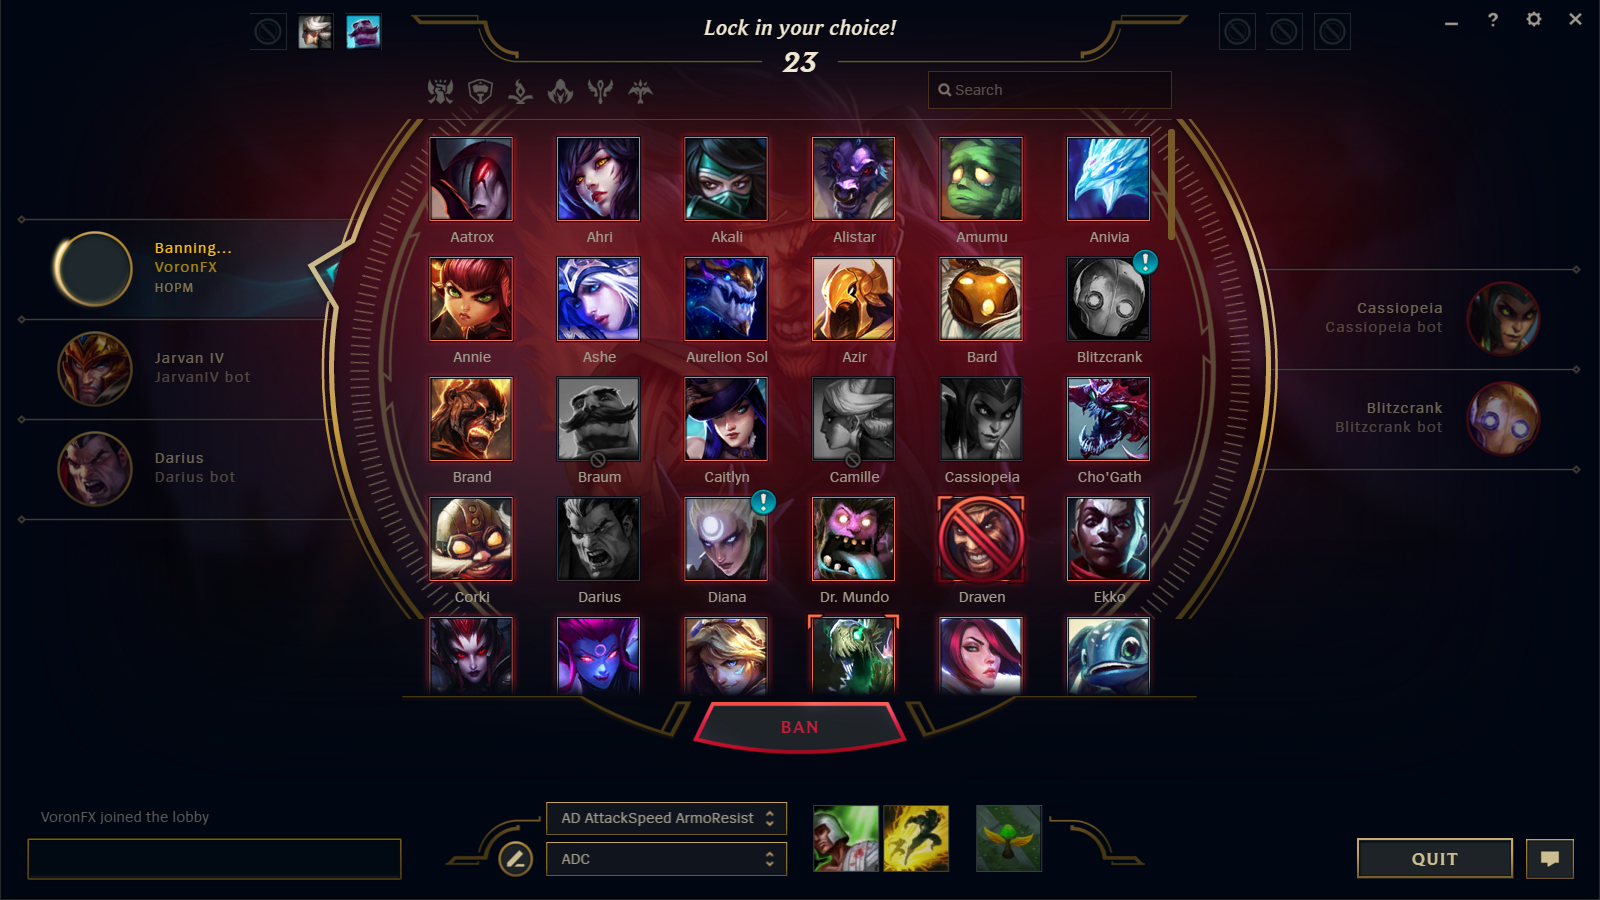 Lock in your choice!
23
Search
Aatrox
Ahri
Akali
Alistar
Amumu
Anivia
Annie
Ashe
Aurelion Sol
Azir
Bard
Blitzcrank
Brand
Braum
Caitlyn
Camille
Cassiopeia
Cho'Gath
Corki
Darius
Diana
Dr. Mundo
Draven
Ekko
Banning...
VoronFX
НОРМ
Jarvan IV
JarvanIV bot
Darius
Darius bot
Cassiopeia
Cassiopeia bot
Blitzcrank
Blitzcrank bot
BAN
VoronFX joined the lobby
AD AttackSpeed ArmoResist
ADC
QUIT